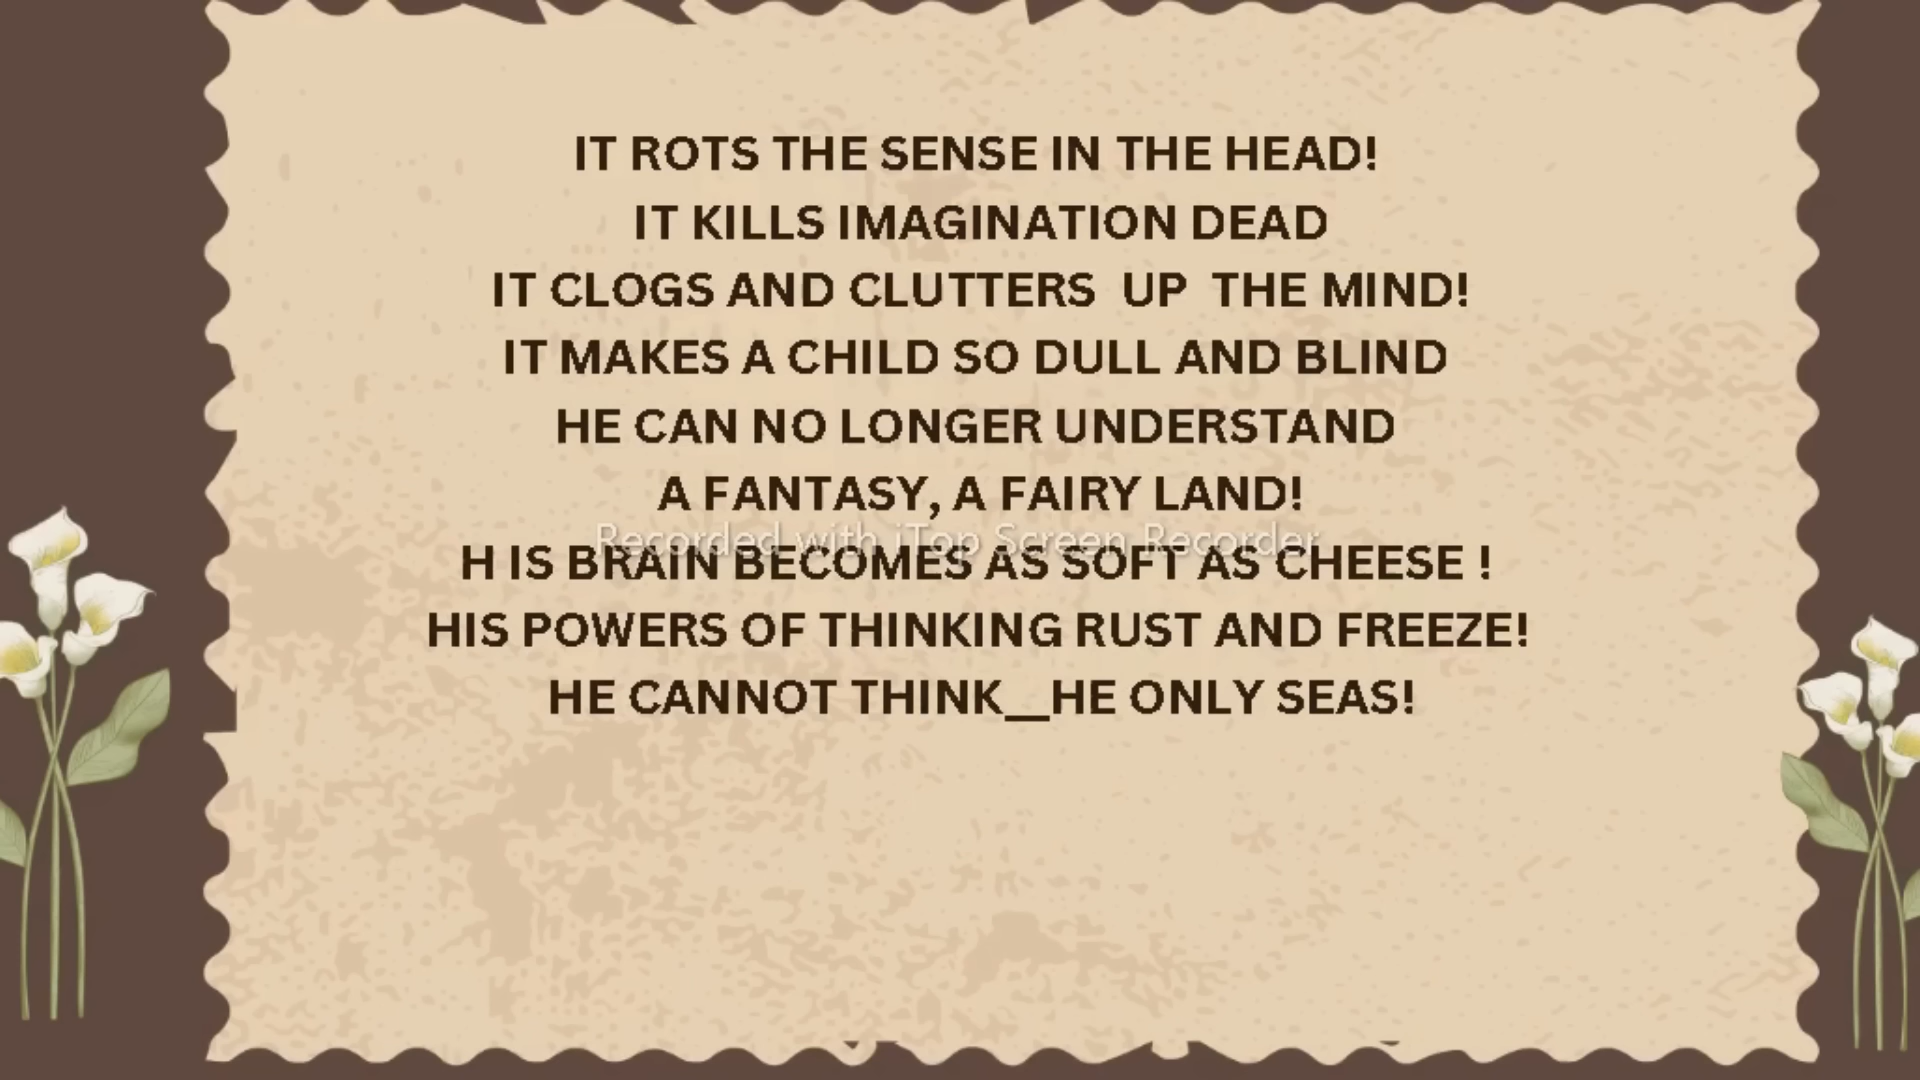 IT ROTS THE SENSE IN THE HEAD!
IT KILLS IMAGINATION DEAD
IT CLOGS AND CLUTTERS  UP  THE MIND!
IT MAKES A CHILD SO DULL AND BLIND
HE CAN NO LONGER UNDERSTAND
A FANTASY, A FAIRY LAND!
Recorded with iTop Screen Recorder
H IS BRAIN BECOMES AS SOFT AS CHEESE !
HIS POWERS OF THINKING RUST AND FREEZE!
HE CANNOT THINK__HE ONLY SEAS!